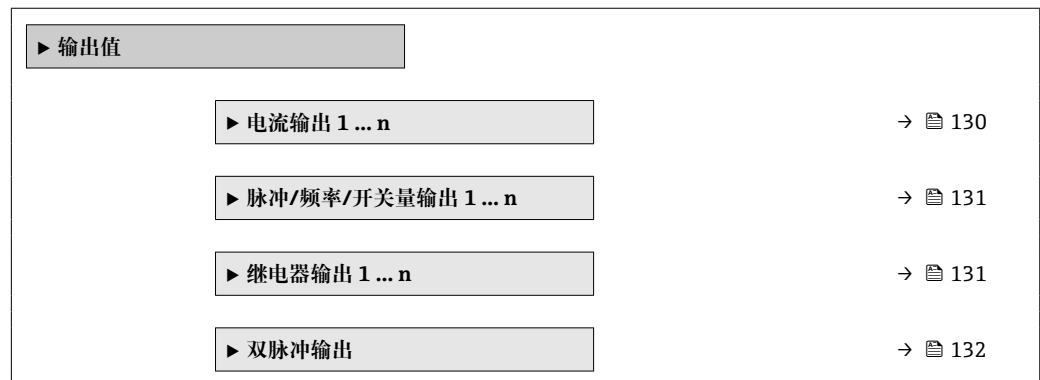 ▶ 输出值
▶ 电流输出 1 … n → 130
▶ 脉冲/频率/开关量输出 1 … n → 131
▶ 继电器输出 1 … n → 131
▶ 双脉冲输出 → 132